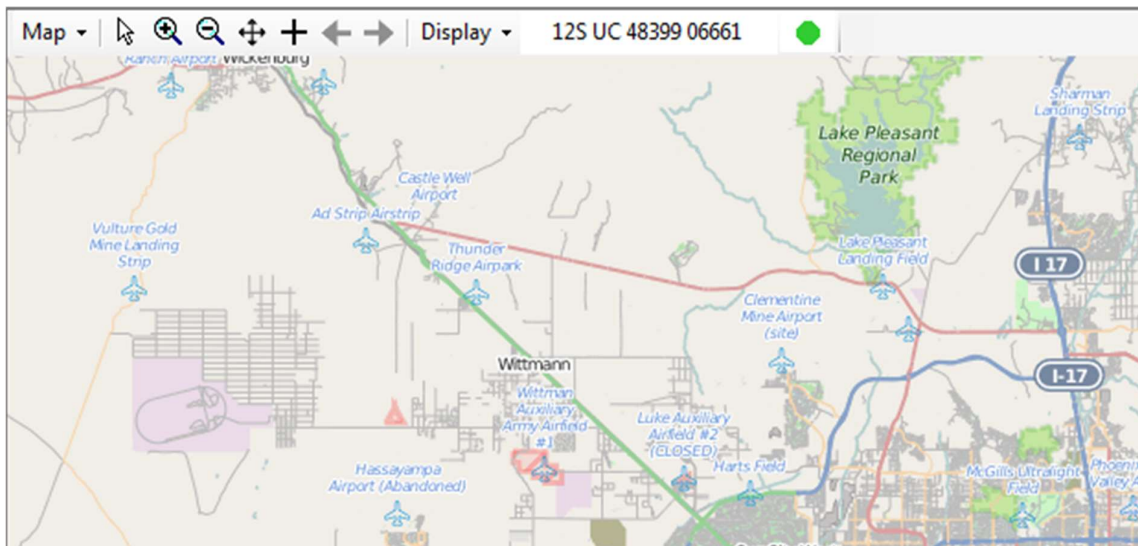 Map
Display
12S UC 48399 06661
Ranch Airport
Wickenburg
Sharman
Landing Strip
Lake Pleasant
Regional
Park
Castle Well
Airport
Ad Strip Airstrip
Vulture Gold
Mine Landing
Strip
Thunder
Ridge Airpark
Lake Pleasant
Landing Field
I 17
Clementine
Mine Airport
(site)
Wittmann
I-17
Wittman
Auxiliary
Army Airfield
#1
Luke Auxiliary
Airfield #2
(CLOSED)
Harts Field
Hassayampa
Airport (Abandoned)
McGills Ultralight
Field